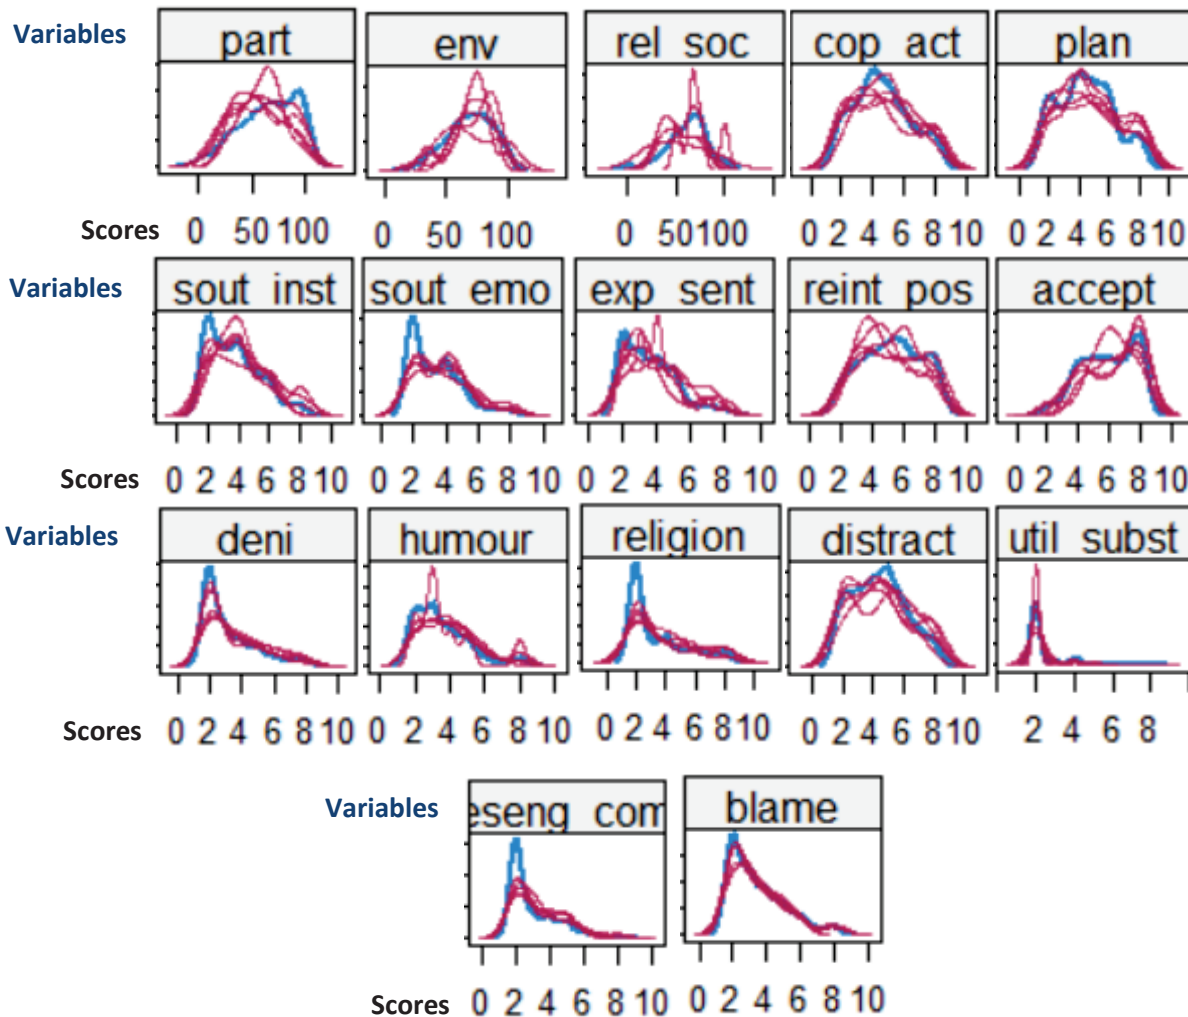 Variables part env rel soc cop act plan
Scores 0 50 100 0 50 100 0 50 100 0 2 4 6 8 10 0 2 4 6 8 10
Variables sout inst sout emo exp sent reint pos accept
Scores 0 2 4 6 8 10 0 2 4 6 8 10 0 2 4 6 8 10 0 2 4 6 8 10 0 2 4 6 8
Variables deni humour religion distract util subst
Scores 0 2 4 6 8 10 0 2 4 6 8 10 0 2 4 6 8 10 0 2 4 6 8 10 2 4 6 8
Variables eseng com blame
Scores 0 2 4 6 8 10 0 2 4 6 8 10